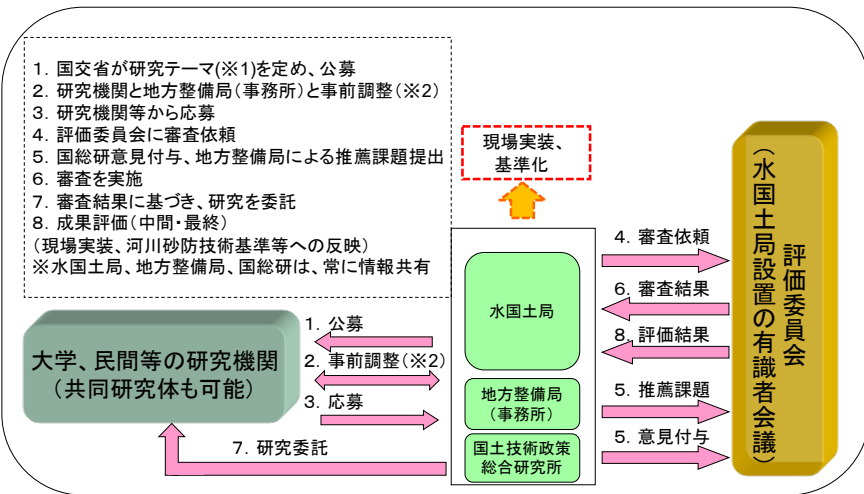 1. 国交省が研究テーマ(※1)を定め、公募
2. 研究機関と地方整備局（事務所）と事前調整（※2）
3. 研究機関等から応募
4. 評価委員会に審査依頼
5. 国総研意見付与、地方整備局による推薦課題提出
6. 審査を実施
7. 審査結果に基づき、研究を委託
8. 成果評価（中間・最終）
（現場実装、河川砂防技術基準等への反映）
※水国土局、地方整備局、国総研は、常に情報共有
現場実装、
基準化
大学、民間等の研究機関
（共同研究体も可能）
1. 公募
2. 事前調整（※2）
3. 応募
7. 研究委託
水国土局
地方整備局
（事務所）
国土技術政策
総合研究所
4. 審査依頼
6. 審査結果
8. 評価結果
5. 推薦課題
5. 意見付与
評価委員会
（水国土局設置の有識者会議）